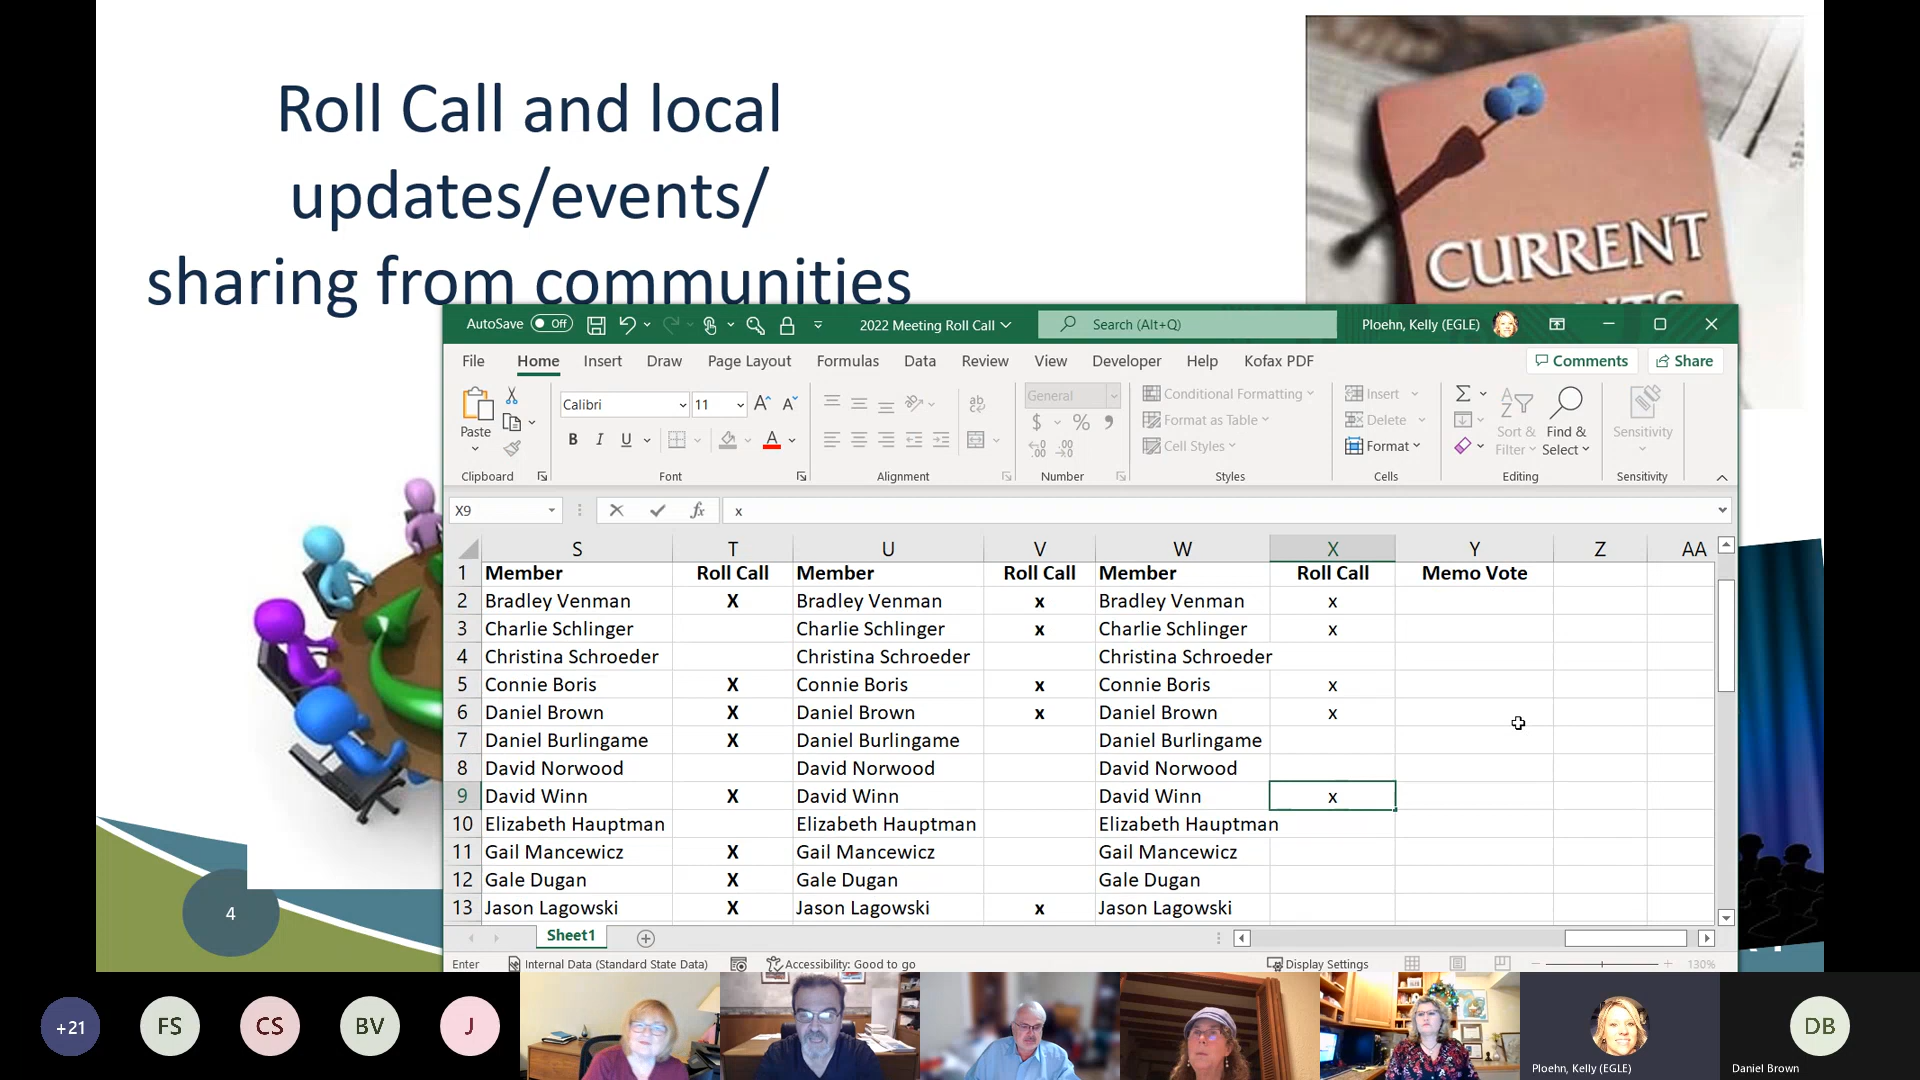 Roll Call and local
updates/events/
sharing from communities
CURRENT
AutoSave Off 2022 Meeting Roll Call Search (Alt+Q) Ploehn, Kelly (EGLE)
File Home Insert Draw Page Layout Formulas Data Review View Developer Help Kofax PDF Comments Share
Calibri 11 General Conditional Formatting Insert
Paste Format as Table Delete Sort & Find & Sensitivity
Cell Styles Format Filter Select
Clipboard Font Alignment Number Styles Cells Editing Sensitivity
X9 x
S T U V W X Y Z AA
1 Member Roll Call Member Roll Call Member Roll Call Memo Vote
2 Bradley Venman X Bradley Venman x Bradley Venman x
3 Charlie Schlinger Charlie Schlinger x Charlie Schlinger x
4 Christina Schroeder Christina Schroeder Christina Schroeder
5 Connie Boris X Connie Boris x Connie Boris x
6 Daniel Brown X Daniel Brown x Daniel Brown x
7 Daniel Burlingame X Daniel Burlingame Daniel Burlingame
8 David Norwood David Norwood David Norwood
9 David Winn X David Winn David Winn x
10 Elizabeth Hauptman Elizabeth Hauptman Elizabeth Hauptman
11 Gail Mancewicz X Gail Mancewicz Gail Mancewicz
12 Gale Dugan X Gale Dugan Gale Dugan
13 Jason Lagowski X Jason Lagowski x Jason Lagowski
4
Sheet1
Enter Internal Data (Standard State Data) Accessibility: Good to go Display Settings 130%
+21 FS CS BV J DB
Ploehn, Kelly (EGLE) Daniel Brown